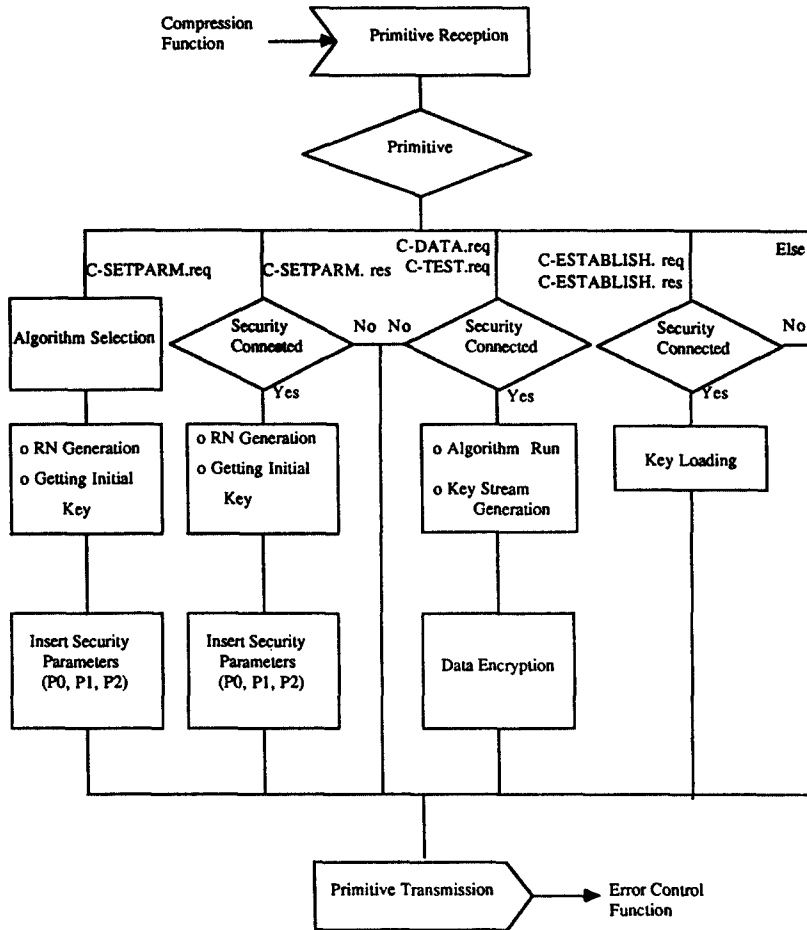 Compression
Function
Primitive Reception
Primitive
C-SETPARM.req
C-SETPARM. res
C-DATA.req
C-TEST.req
C-ESTABLISH. req
C-ESTABLISH. res
Else
Algorithm Selection
Security
Connected
No
No
Security
Connected
Security
Connected
No
Yes
Yes
Yes
o RN Generation
o Getting Initial
Key
o RN Generation
o Getting Initial
Key
o Algorithm Run
o Key Stream
Generation
Key Loading
Insert Security
Parameters
(P0, P1, P2)
Insert Security
Parameters
(P0, P1, P2)
Data Encryption
Primitive Transmission
Error Control
Function